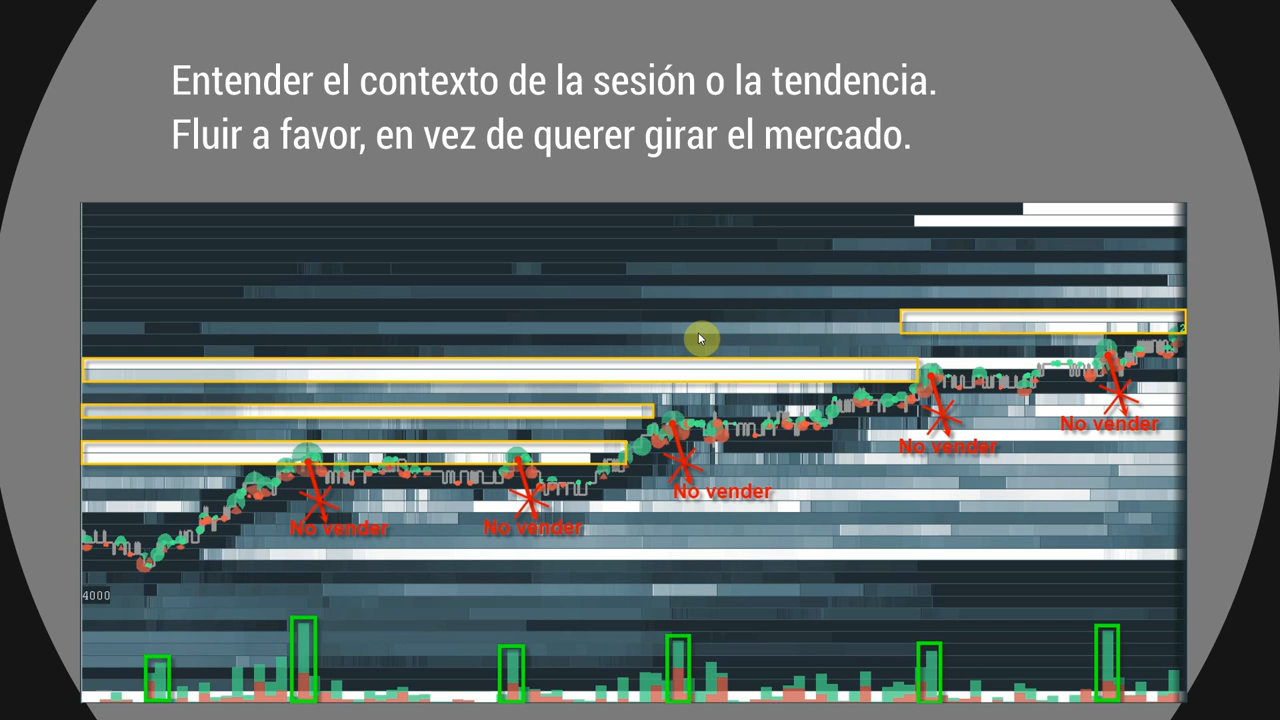 Entender el contexto de la sesión o la tendencia.
Fluir a favor, en vez de querer girar el mercado.
No vender
No vender
No vender
No vender
No vender
4000